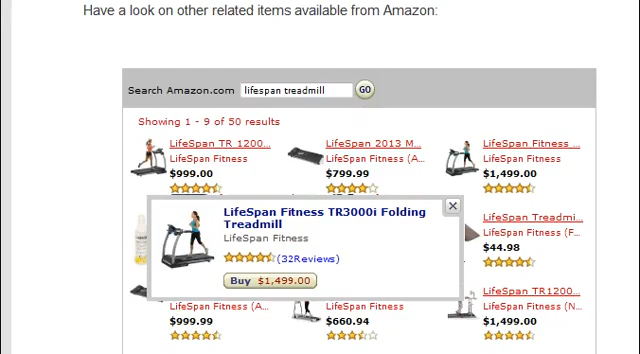 Have a look on other related items available from Amazon:
Search Amazon.com lifespan treadmill GO
Showing 1 - 9 of 50 results
LifeSpan TR 1200...
LifeSpan Fitness
$999.00
LifeSpan 2013 M...
LifeSpan Fitness (A...
$799.99
LifeSpan Fitness ...
LifeSpan Fitness
$1,499.00
LifeSpan Fitness TR3000i Folding
Treadmill
LifeSpan Fitness
(32Reviews)
Buy $1,499.00
LifeSpan Treadmi...
LifeSpan Fitness (F...
$44.98
LifeSpan Fitness (A...
$999.99
LifeSpan Fitness
$660.94
LifeSpan TR1200...
LifeSpan Fitness (N...
$1,499.00